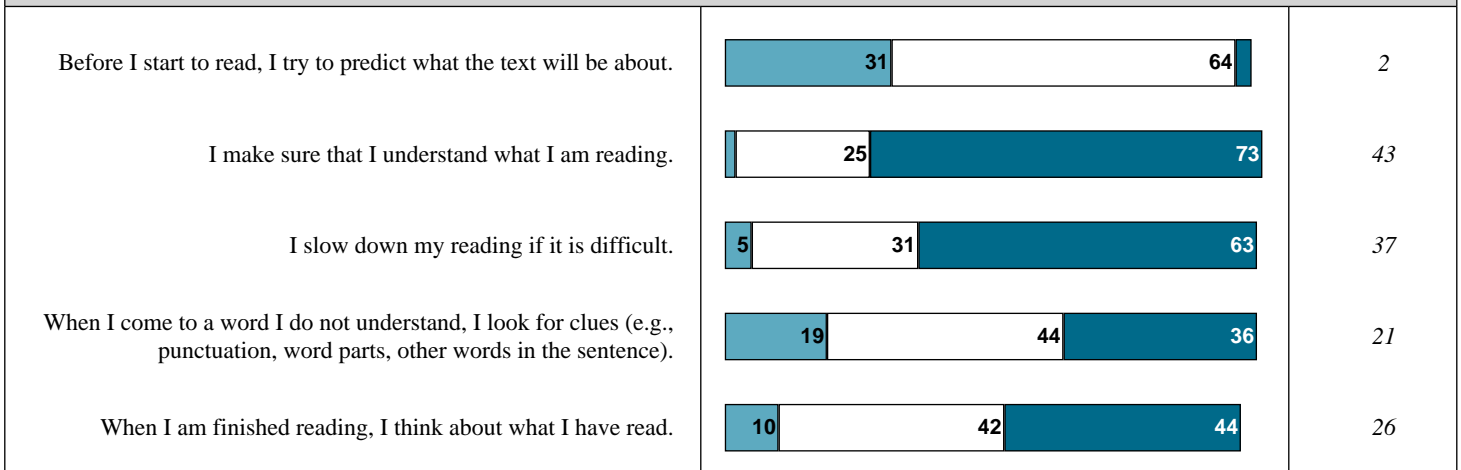 Before I start to read, I try to predict what the text will be about. 31 64 2
I make sure that I understand what I am reading. 25 73 43
I slow down my reading if it is difficult. 5 31 63 37
When I come to a word I do not understand, I look for clues (e.g.,
punctuation, word parts, other words in the sentence). 19 44 36 21
When I am finished reading, I think about what I have read. 10 42 44 26